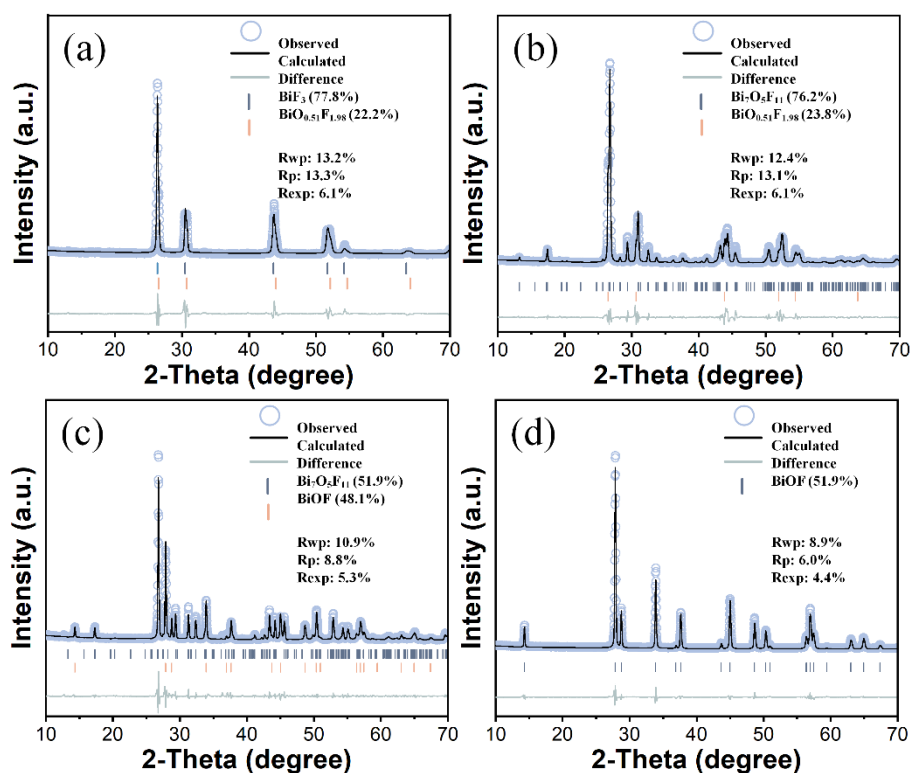 (a)
Observed
Calculated
Difference
BiF₃ (77.8%)
BiO₀.₅₁F₁.₉₈ (22.2%)
Rwp: 13.2%
Rp: 13.3%
Rexp: 6.1%
Intensity (a.u.)
10 20 30 40 50 60 70
2-Theta (degree)
(b)
Observed
Calculated
Difference
Bi₇O₅F₁₁ (76.2%)
BiO₀.₅₁F₁.₉₈ (23.8%)
Rwp: 12.4%
Rp: 13.1%
Rexp: 6.1%
Intensity (a.u.)
10 20 30 40 50 60 70
2-Theta (degree)
(c)
Observed
Calculated
Difference
Bi₇O₅F₁₁ (51.9%)
BiOF (48.1%)
Rwp: 10.9%
Rp: 8.8%
Rexp: 5.3%
Intensity (a.u.)
10 20 30 40 50 60 70
2-Theta (degree)
(d)
Observed
Calculated
Difference
BiOF (51.9%)
Rwp: 8.9%
Rp: 6.0%
Rexp: 4.4%
Intensity (a.u.)
10 20 30 40 50 60 70
2-Theta (degree)